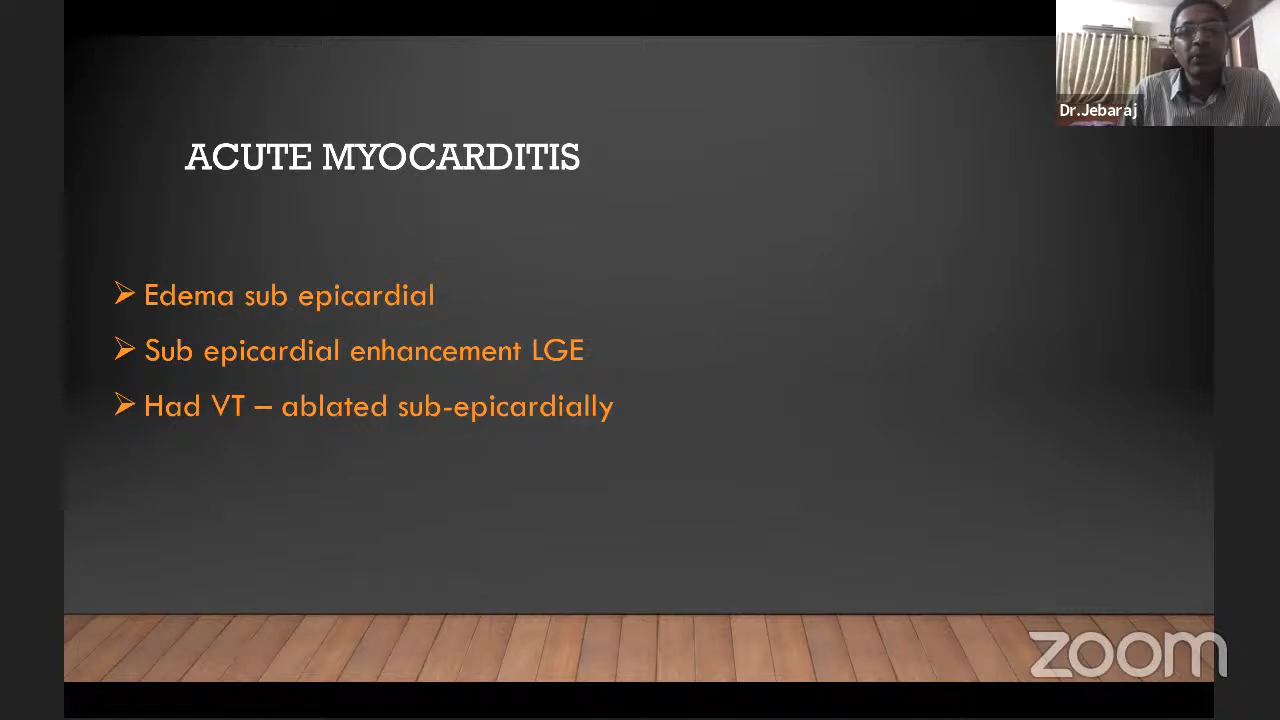 Dr.Jebaraj
ACUTE MYOCARDITIS
Edema sub epicardial
Sub epicardial enhancement LGE
Had VT – ablated sub-epicardially
zoom